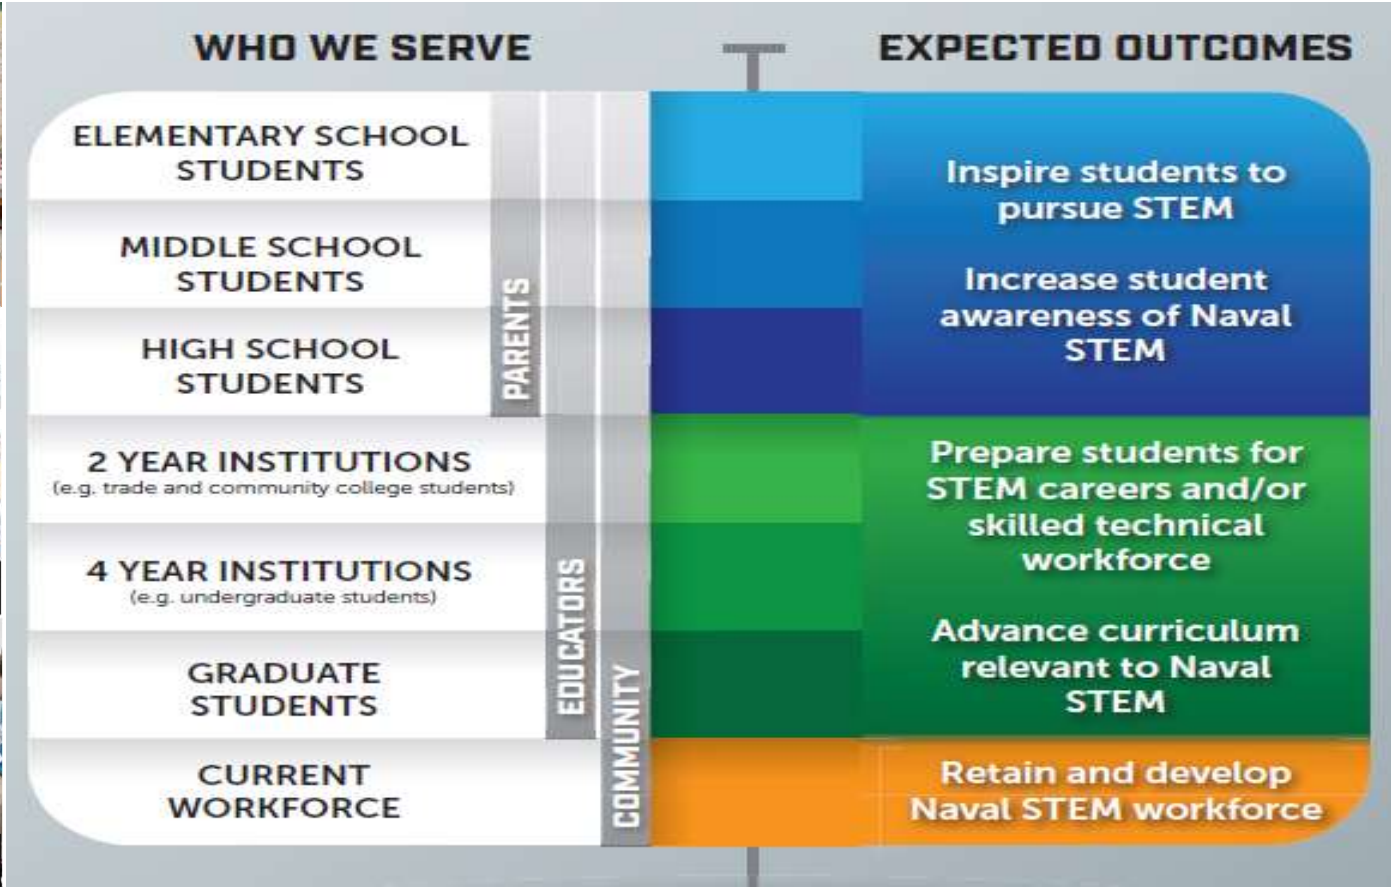 WHO WE SERVE
EXPECTED OUTCOMES
ELEMENTARY SCHOOL
STUDENTS
MIDDLE SCHOOL
STUDENTS
HIGH SCHOOL
STUDENTS
2 YEAR INSTITUTIONS
(e.g. trade and community college students)
4 YEAR INSTITUTIONS
(e.g. undergraduate students)
GRADUATE
STUDENTS
CURRENT
WORKFORCE
PARENTS
EDUCATORS
COMMUNITY
Inspire students to
pursue STEM
Increase student
awareness of Naval
STEM
Prepare students for
STEM careers and/or
skilled technical
workforce
Advance curriculum
relevant to Naval
STEM
Retain and develop
Naval STEM workforce